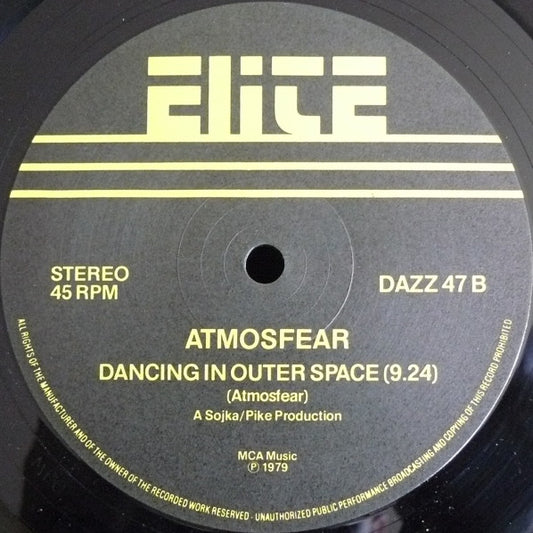 Elite
STEREO
45 RPM
DAZZ 47 B
ATMOSFEAR
DANCING IN OUTER SPACE (9.24)
(Atmosfear)
A Sojka/Pike Production
MCA Music
Ⓟ 1979
ALL RIGHTS OF THE MANUFACTURER AND OF THE OWNER OF THE RECORDED WORK RESERVED - UNAUTHORIZED PUBLIC PERFORMANCE BROADCASTING AND COPYING OF THIS RECORD PROHIBITED